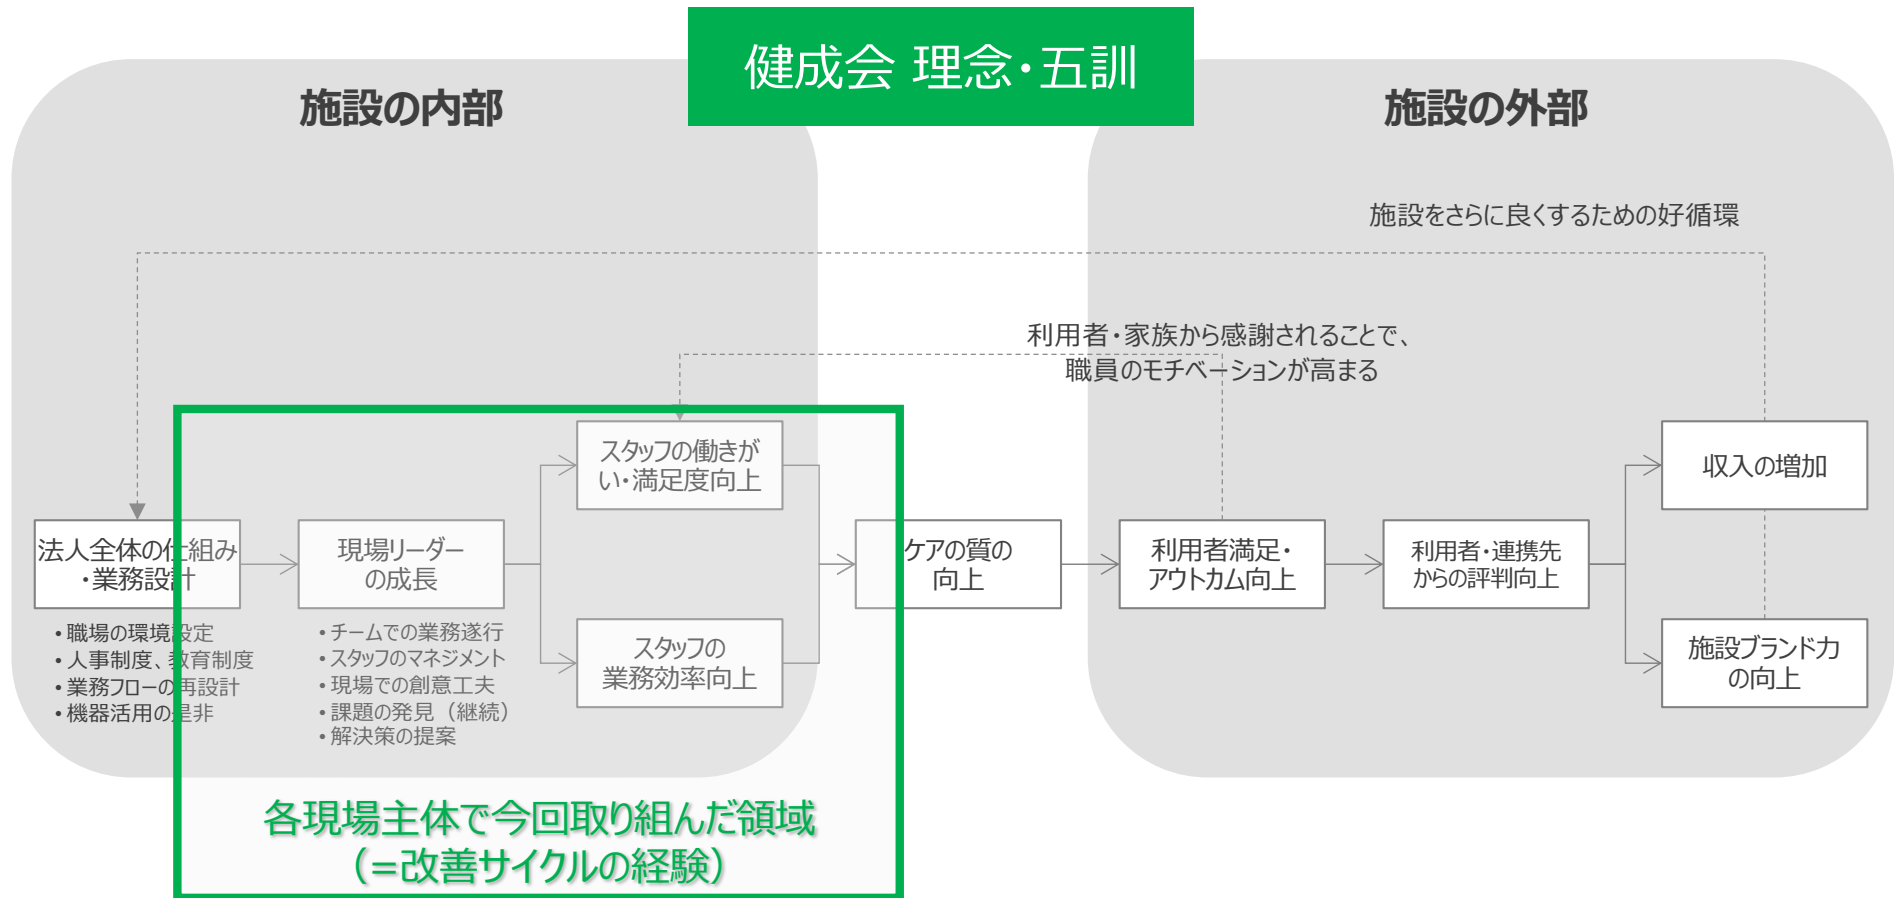 健成会 理念・五訓
施設の内部
施設の外部
施設をさらに良くするための好循環
利用者・家族から感謝されることで、
職員のモチベーションが高まる
法人全体の仕組み
・業務設計
• 職場の環境設定
• 人事制度、教育制度
• 業務フローの再設計
• 機器活用の是非
現場リーダー
の成長
• チームでの業務遂行
• スタッフのマネジメント
• 現場での創意工夫
• 課題の発見（継続）
• 解決策の提案
スタッフの働きが
い・満足度向上
スタッフの
業務効率向上
ケアの質の
向上
利用者満足・
アウトカム向上
利用者・連携先
からの評判向上
収入の増加
施設ブランド力
の向上
各現場主体で今回取り組んだ領域
（=改善サイクルの経験）